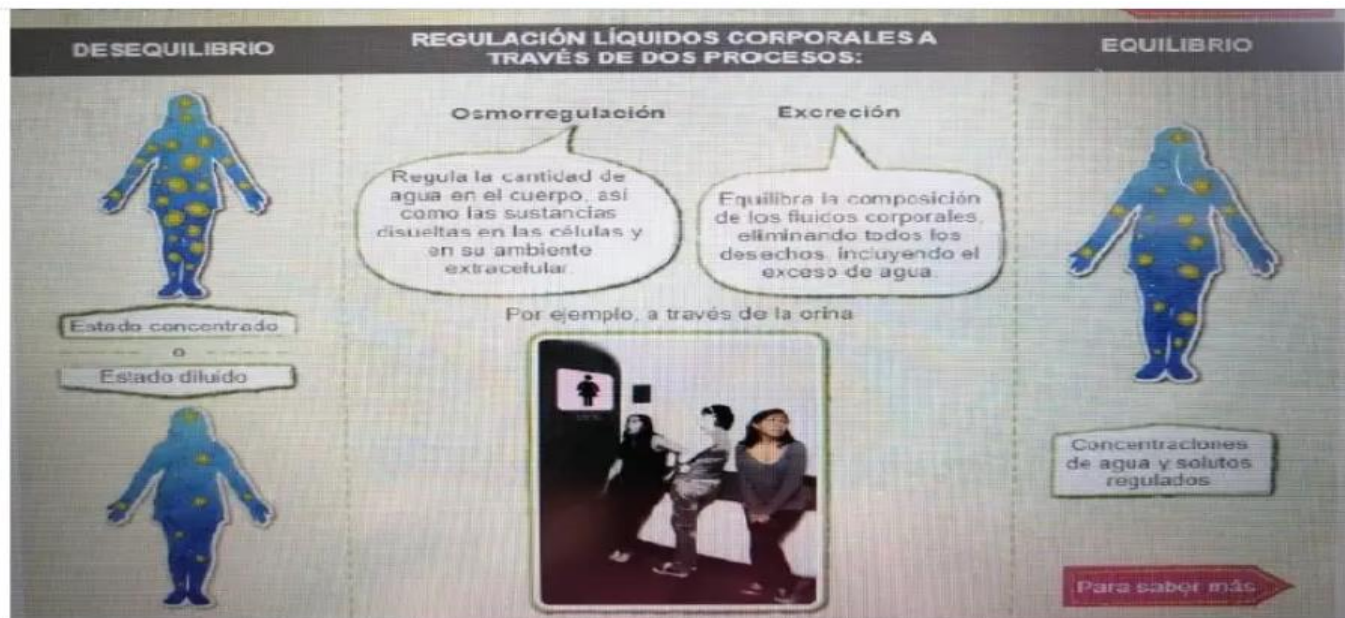 DESEQUILIBRIO
REGULACIÓN LÍQUIDOS CORPORALES A
TRAVÉS DE DOS PROCESOS:
EQUILIBRIO
Osmorregulación
Regula la cantidad de
agua en el cuerpo, así
como las sustancias
disueltas en las células y
en su ambiente
extracelular.
Excreción
Equilibra la composición
de los fluidos corporales,
eliminando todos los
desechos, incluyendo el
exceso de agua.
Estado concentrado
o
Estado diluído
Por ejemplo, a través de la orina
Concentraciones
de agua y solutos
regulados
Para saber más